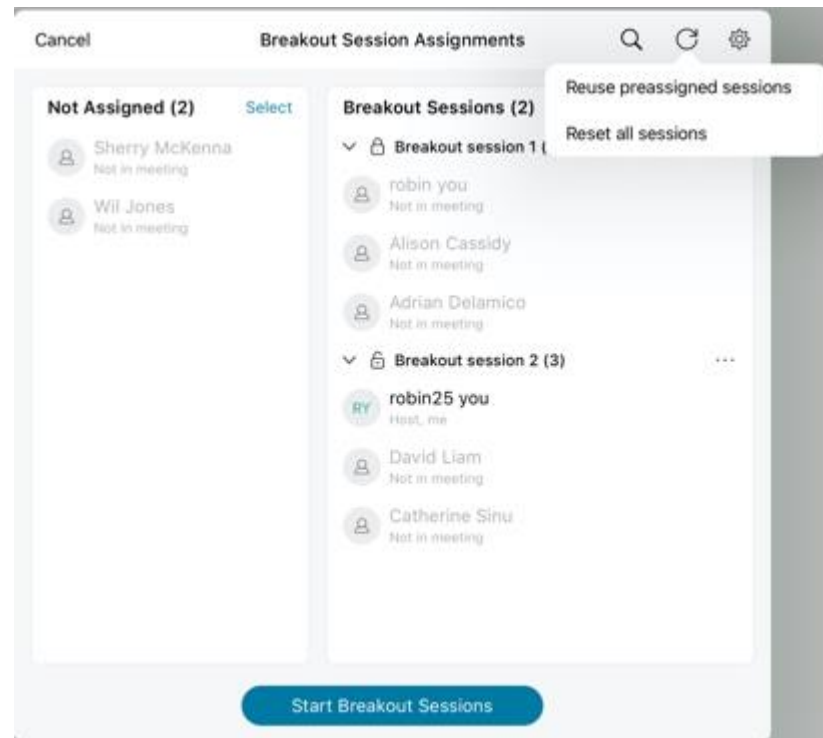 Cancel
Breakout Session Assignments
Reuse preassigned sessions
Reset all sessions
Not Assigned (2)
Select
Sherry McKenna
Not in meeting
Wil Jones
Not in meeting
Breakout Sessions (2)
Breakout session 1 (
robin you
Not in meeting
Alison Cassidy
Not in meeting
Adrian Delamico
Not in meeting
Breakout session 2 (3)
...
RY
robin25 you
Host, me
David Liam
Not in meeting
Catherine Sinu
Not in meeting
Start Breakout Sessions